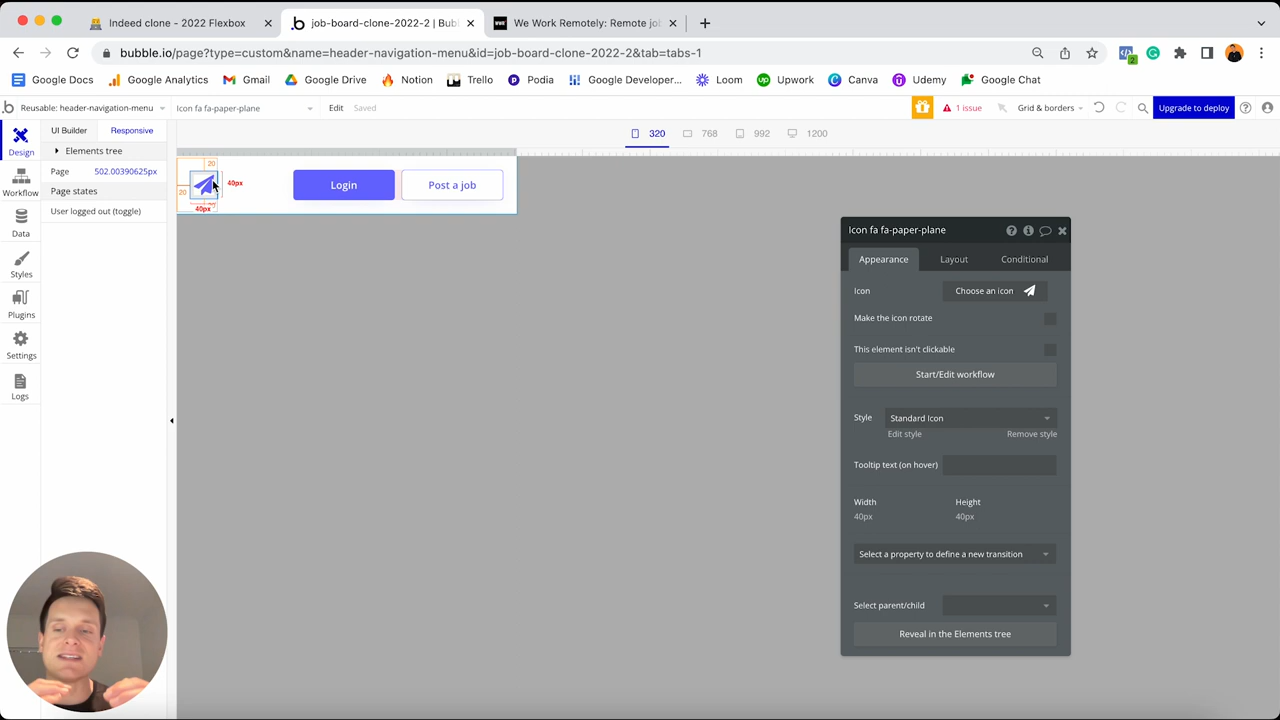 Indeed clone - 2022 Flexbox
job-board-clone-2022-2 | Bubb
We Work Remotely: Remote jo
bubble.io/page?type=custom&name=header-navigation-menu&id=job-board-clone-2022-2&tab=tabs-1
Google Docs
Google Analytics
Gmail
Google Drive
Notion
Trello
Podia
Google Developer...
Loom
Upwork
Canva
Udemy
Google Chat
Reusable: header-navigation-menu
Icon fa fa-paper-plane
Edit
Saved
1 issue
Grid & borders
Upgrade to deploy
Design
Workflow
Data
Styles
Plugins
Settings
Logs
UI Builder
Responsive
Elements tree
Page
502.00390625px
Page states
User logged out (toggle)
320
768
992
1200
20
20
40px
40px
Login
Post a job
Icon fa fa-paper-plane
Appearance
Layout
Conditional
Icon
Choose an icon
Make the icon rotate
This element isn't clickable
Start/Edit workflow
Style
Standard Icon
Edit style
Remove style
Tooltip text (on hover)
Width
Height
40px
40px
Select a property to define a new transition
Select parent/child
Reveal in the Elements tree